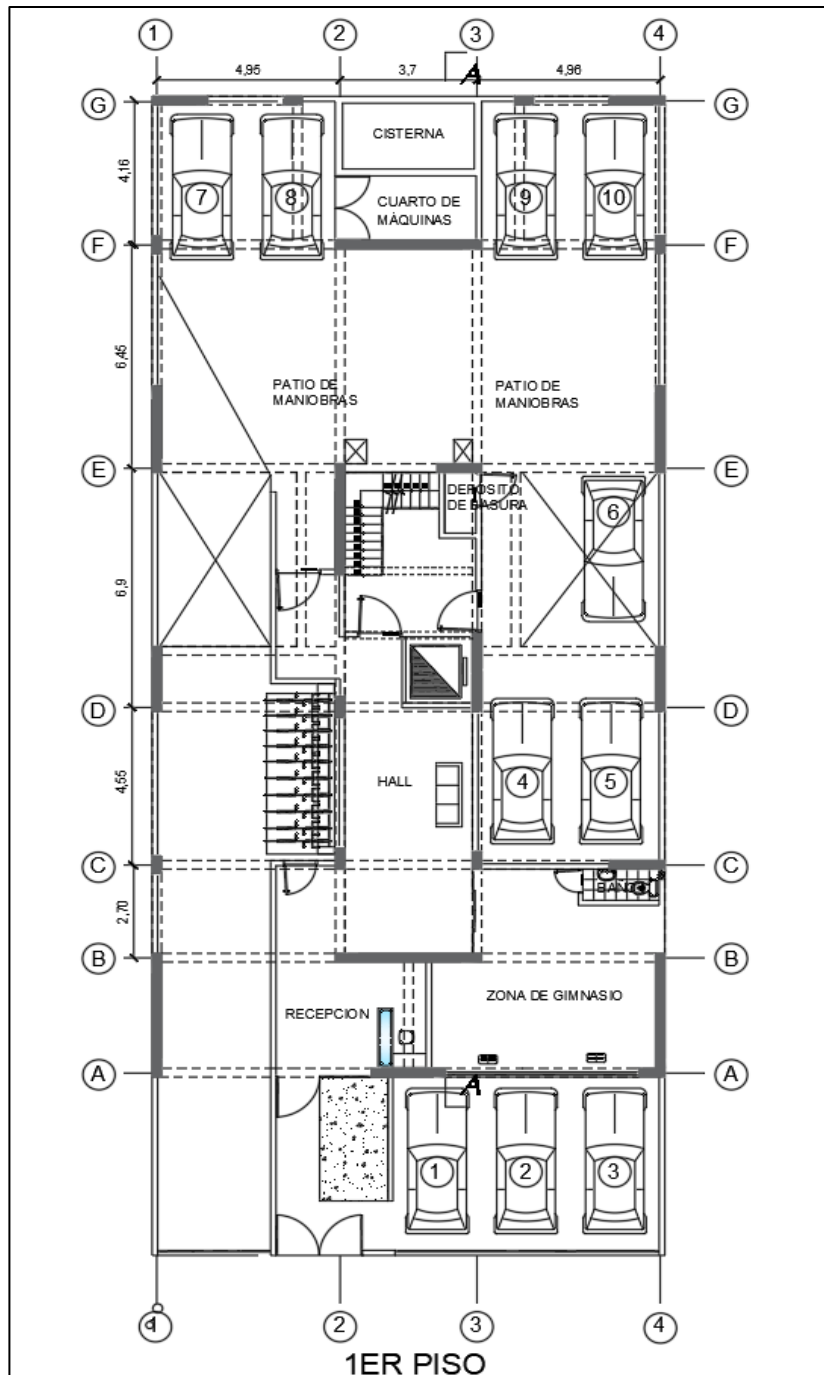 1 2 3 4
4,95 3,7 4,96
A
G G
CISTERNA
4,16
7 8 9 10
CUARTO DE
MÁQUINAS
F F
6,45
PATIO DE
MANIOBRAS
PATIO DE
MANIOBRAS
E E
DEPOSITO
DE BASURA
6
6,9
D D
4,55
HALL
4 5
C C
BAÑO
2,70
B B
ZONA DE GIMNASIO
RECEPCION
A A
A
1 2 3
1 2 3 4
1ER PISO